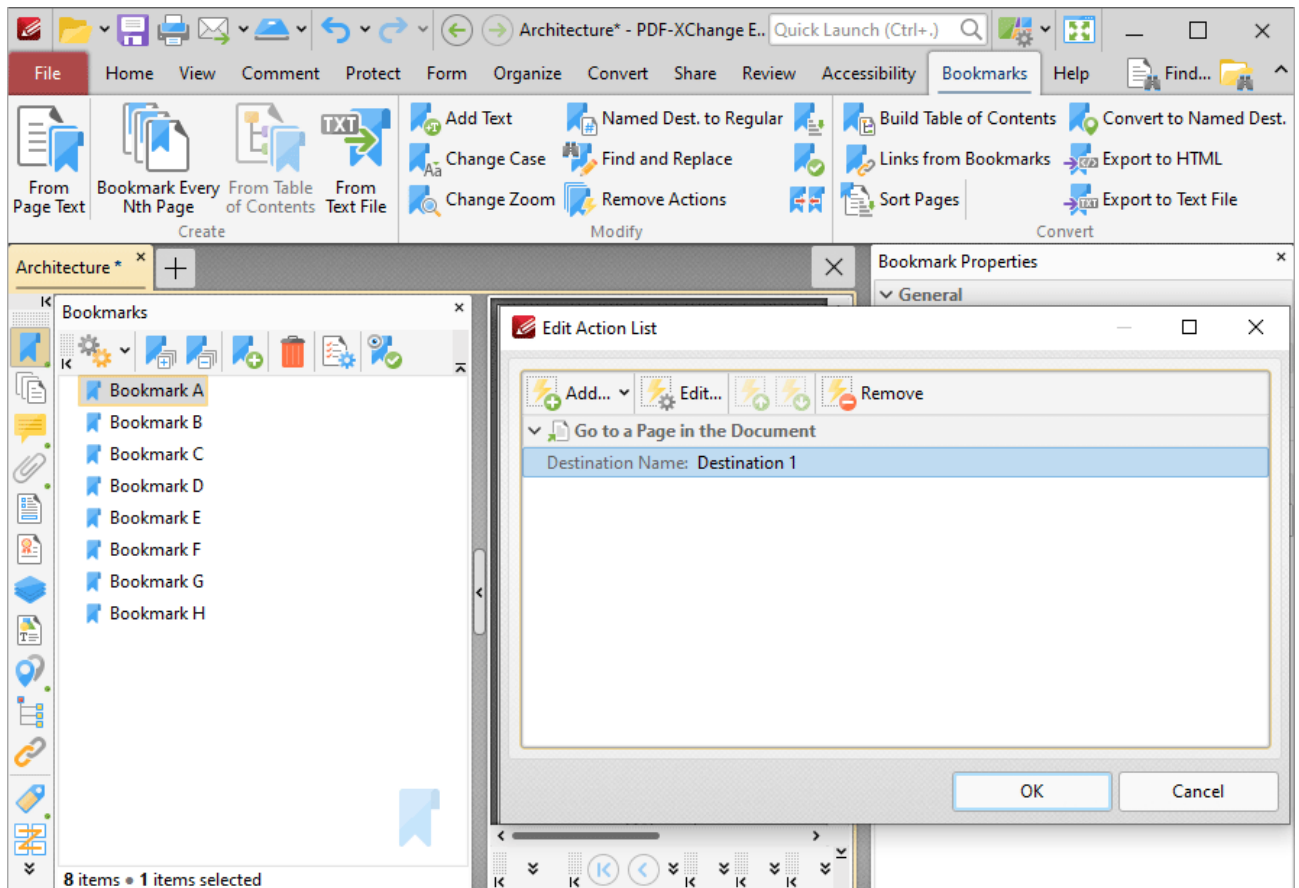 Architecture* - PDF-XChange E.. Quick Launch (Ctrl+.)
File Home View Comment Protect Form Organize Convert Share Review Accessibility Bookmarks Help Find...
From Page Text
Bookmark Every Nth Page
From Table of Contents
TXT
From Text File
Create
Add Text
Aä Change Case
Change Zoom
# Named Dest. to Regular
Find and Replace
Remove Actions
Modify
Build Table of Contents
Links from Bookmarks
Sort Pages
Convert to Named Dest.
Export to HTML
TXT Export to Text File
Convert
Architecture *
Bookmarks
Bookmark A
Bookmark B
Bookmark C
Bookmark D
Bookmark E
Bookmark F
Bookmark G
Bookmark H
8 items • 1 items selected
Bookmark Properties
General
Edit Action List
Add... Edit... Remove
Go to a Page in the Document
Destination Name: Destination 1
OK Cancel